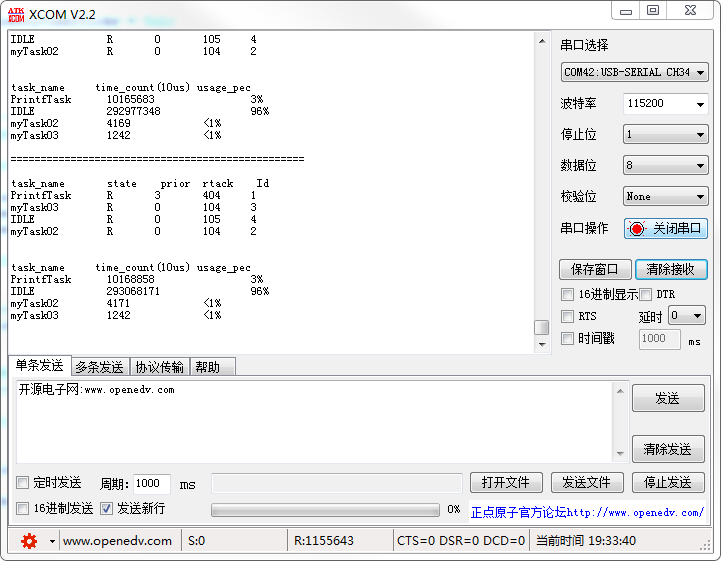 ATK XCOM XCOM V2.2
IDLE R 0 105 4
myTask02 R 0 104 2
task_name time_count(10us) usage_pec
PrintfTask 10165683 3%
IDLE 292977348 96%
myTask02 4169 <1%
myTask03 1242 <1%
=================================================
task_name state prior rtack Id
PrintfTask R 3 404 1
myTask03 R 0 104 3
IDLE R 0 105 4
myTask02 R 0 104 2
task_name time_count(10us) usage_pec
PrintfTask 10168858 3%
IDLE 293068171 96%
myTask02 4171 <1%
myTask03 1242 <1%
串口选择
COM42:USB-SERIAL CH34
波特率 115200
停止位 1
数据位 8
校验位 None
串口操作 关闭串口
保存窗口 清除接收
16进制显示 DTR
RTS 延时 0
时间戳 1000 ms
单条发送 多条发送 协议传输 帮助
开源电子网:www.openedv.com
发送
清除发送
定时发送 周期: 1000 ms 打开文件 发送文件 停止发送
16进制发送 发送新行 0% 正点原子官方论坛http://www.openedv.com/
www.openedv.com S:0 R:1155643 CTS=0 DSR=0 DCD=0 当前时间 19:33:40